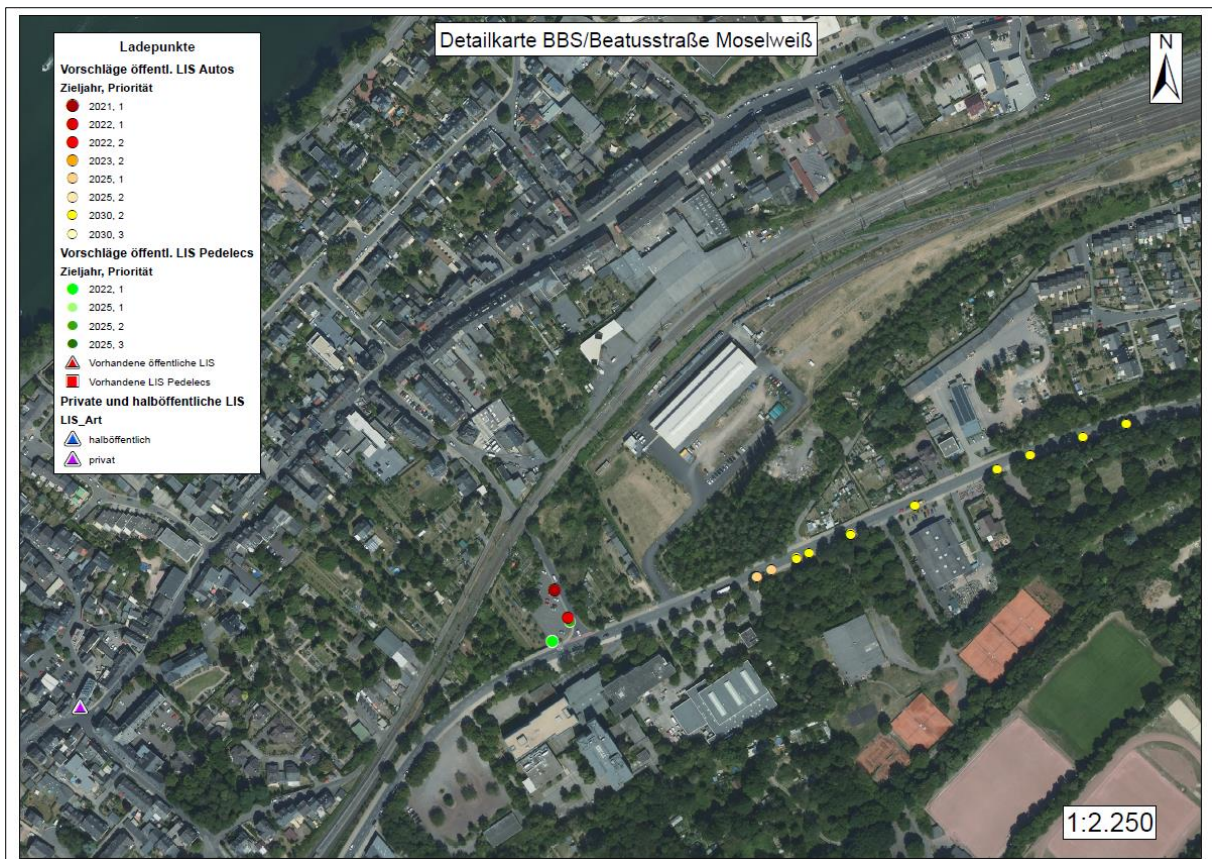 Detailkarte BBS/Beatusstraße Moselweiß
N
Ladepunkte
Vorschläge öffentl. LIS Autos
Zieljahr, Priorität
2021, 1
2022, 1
2022, 2
2023, 2
2025, 1
2025, 2
2030, 2
2030, 3
Vorschläge öffentl. LIS Pedelecs
Zieljahr, Priorität
2022, 1
2025, 1
2025, 2
2025, 3
Vorhandene öffentliche LIS
Vorhandene LIS Pedelecs
Private und halböffentliche LIS
LIS_Art
halböffentlich
privat
1:2.250